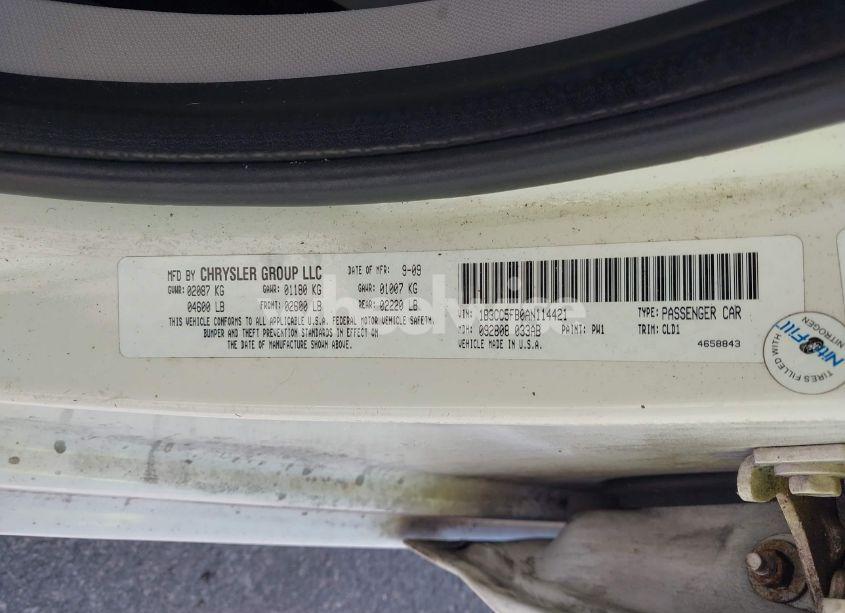 MFD BY CHRYSLER GROUP LLC DATE OF MFR: 9-09
GVWR: 02087 KG GAWR: 01180 KG GAWR: 01007 KG
04600 LB FRONT: 02600 LB REAR: 02220 LB
THIS VEHICLE CONFORMS TO ALL APPLICABLE U.S.A. FEDERAL MOTOR VEHICLE SAFETY,
BUMPER AND THEFT PREVENTION STANDARDS IN EFFECT ON
THE DATE OF MANUFACTURE SHOWN ABOVE.
VIN: 1B3CC5FB0AN114421 TYPE: PASSENGER CAR
MDH: 092808 033AB PAINT: PW1 TRIM: CLD1
VEHICLE MADE IN U.S.A. 4658843
TIRES FILLED WITH
Nitro-Fill
NITROGEN